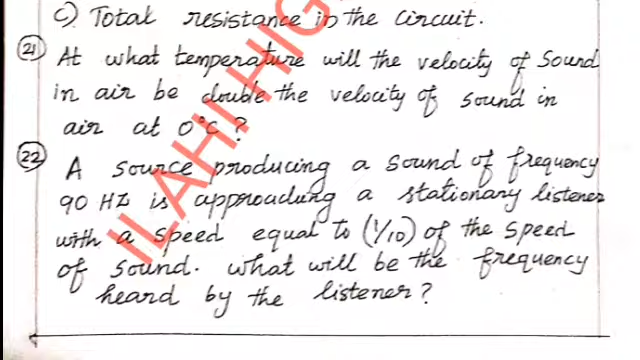 c) Total resistance in the circuit.
21 At what temperature will the velocity of sound
in air be double the velocity of sound in
air at 0°C?
22 A source producing a sound of frequency
90 HZ is approaching a stationary listener
with a speed equal to (1/10) of the speed
of sound. What will be the frequency
heard by the listener?
ILAHI HIG